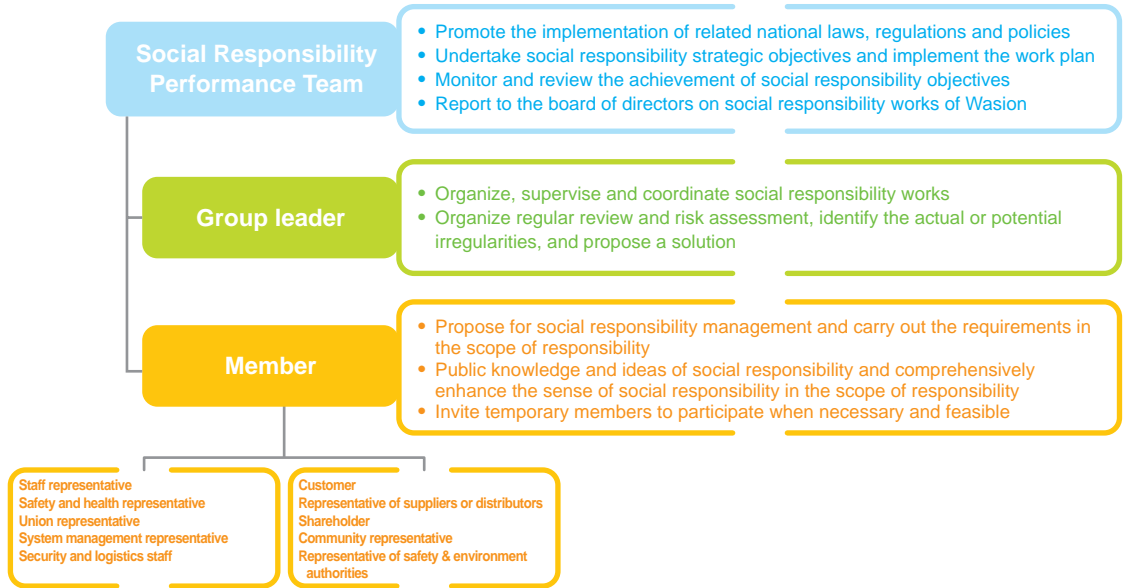 Social Responsibility
Performance Team
• Promote the implementation of related national laws, regulations and policies
• Undertake social responsibility strategic objectives and implement the work plan
• Monitor and review the achievement of social responsibility objectives
• Report to the board of directors on social responsibility works of Wasion
Group leader
• Organize, supervise and coordinate social responsibility works
• Organize regular review and risk assessment, identify the actual or potential
irregularities, and propose a solution
Member
• Propose for social responsibility management and carry out the requirements in
the scope of responsibility
• Public knowledge and ideas of social responsibility and comprehensively
enhance the sense of social responsibility in the scope of responsibility
• Invite temporary members to participate when necessary and feasible
Staff representative
Safety and health representative
Union representative
System management representative
Security and logistics staff
Customer
Representative of suppliers or distributors
Shareholder
Community representative
Representative of safety & environment
authorities